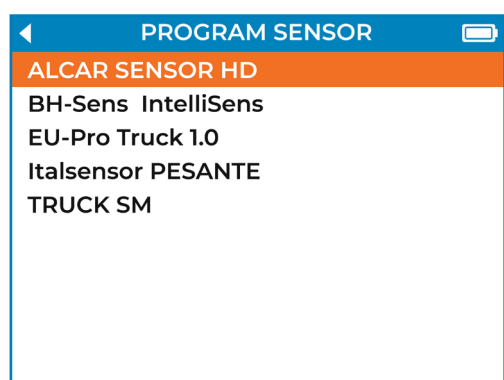 PROGRAM SENSOR
ALCAR SENSOR HD
BH-Sens IntelliSens
EU-Pro Truck 1.0
Italsensor PESANTE
TRUCK SM